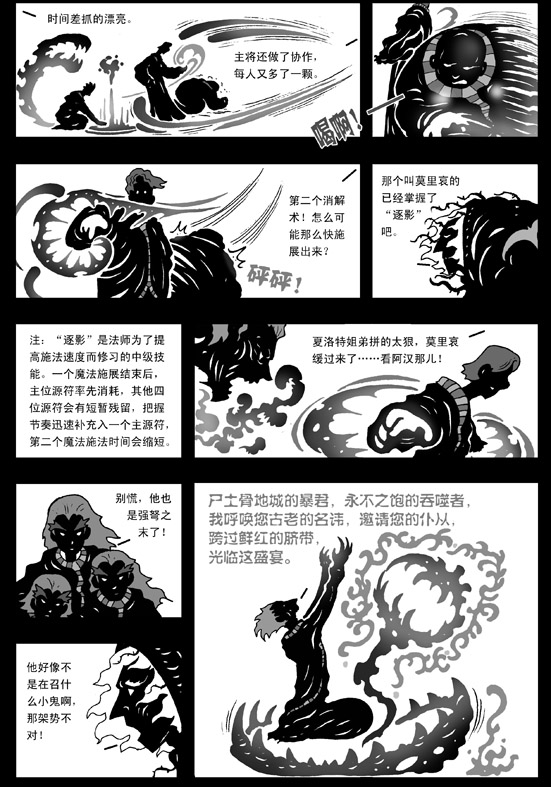 时间差抓的漂亮。
主将还做了协作，
每人又多了一颗。
喝啊！
第二个消解
术！怎么可
能那么快施
展出来？
砰砰！
那个叫莫里哀的
已经掌握了
“逐影”
吧。
注：“逐影”是法师为了提
高施法速度而修习的中级技
能。一个魔法施展结束后，
主位源符率先消耗，其他四
位源符会有短暂残留，把握
节奏迅速补充入一个主源符，
第二个魔法施法时间会缩短。
夏洛特姐弟拼的太狠，莫里哀
缓过来了……看阿汉那儿！
别慌，他也
是强弩之
末了！
尸土骨地城的暴君，永不之饱的吞噬者，
我呼唤您古老的名讳，邀请您的仆从，
跨过鲜红的脐带，
光临这盛宴。
他好像不
是在召什
么小鬼啊，
那架势不
对！